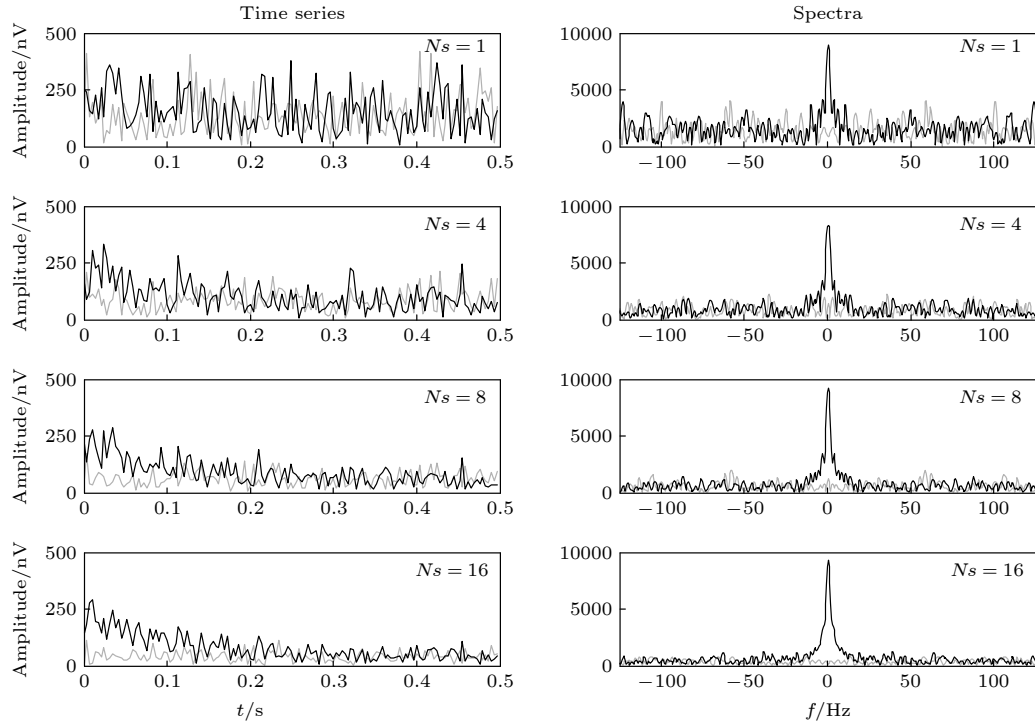 Time series
Spectra
Amplitude/nV
500
250
0
Ns = 1
0 0.1 0.2 0.3 0.4 0.5
10000
5000
0
Ns = 1
−100 −50 0 50 100
Amplitude/nV
500
250
0
Ns = 4
0 0.1 0.2 0.3 0.4 0.5
10000
5000
0
Ns = 4
−100 −50 0 50 100
Amplitude/nV
500
250
0
Ns = 8
0 0.1 0.2 0.3 0.4 0.5
10000
5000
0
Ns = 8
−100 −50 0 50 100
Amplitude/nV
500
250
0
Ns = 16
0 0.1 0.2 0.3 0.4 0.5
t/s
10000
5000
0
Ns = 16
−100 −50 0 50 100
f/Hz